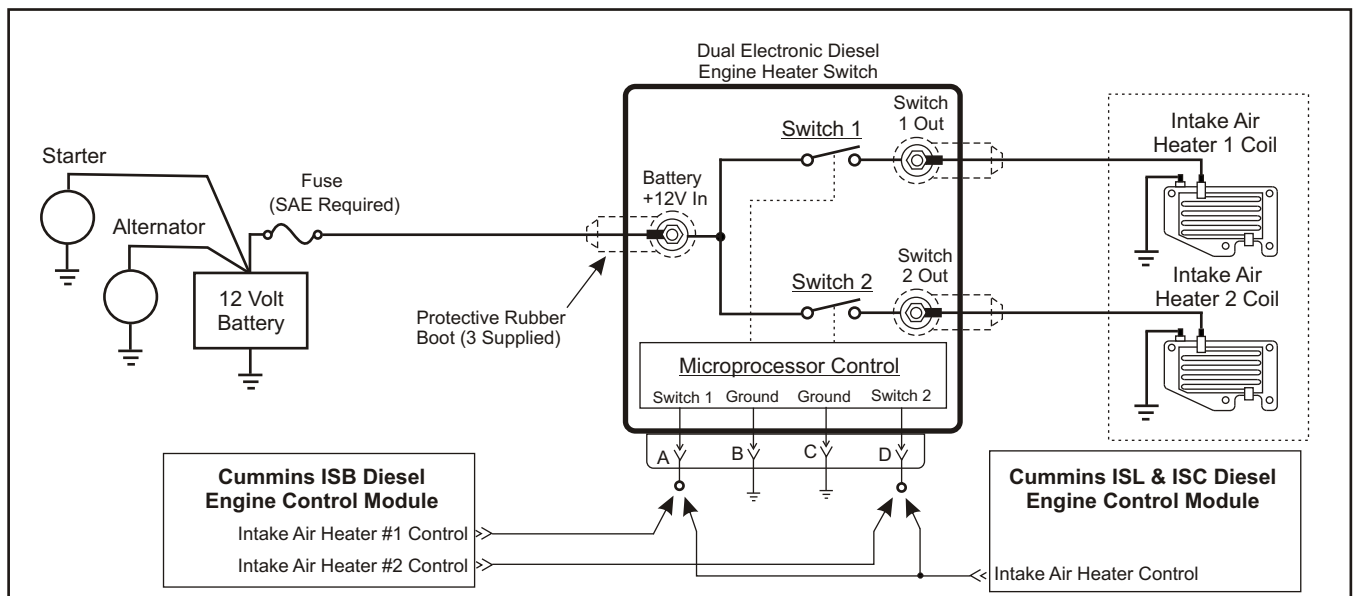 Dual Electronic Diesel
Engine Heater Switch
Starter
Alternator
Fuse
(SAE Required)
12 Volt
Battery
Protective Rubber
Boot (3 Supplied)
Battery
+12V In
Switch 1
Switch
1 Out
Switch 2
Switch
2 Out
Intake Air
Heater 1 Coil
Intake Air
Heater 2 Coil
Microprocessor Control
Switch 1 Ground Ground Switch 2
A B C D
Cummins ISB Diesel
Engine Control Module
Intake Air Heater #1 Control
Intake Air Heater #2 Control
Cummins ISL & ISC Diesel
Engine Control Module
Intake Air Heater Control